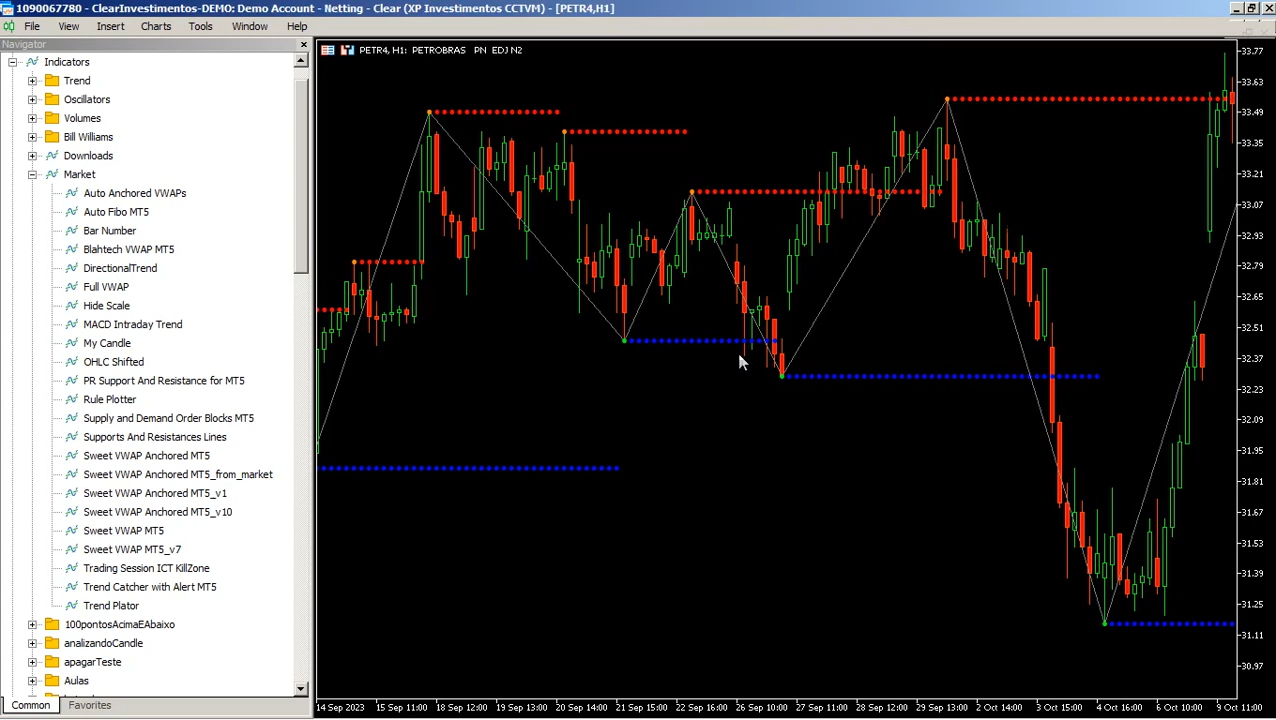 1090067780 - ClearInvestimentos-DEMO: Demo Account - Netting - Clear (XP Investimentos CCTVM) - [PETR4,H1]
File View Insert Charts Tools Window Help
Navigator
Indicators
Trend
Oscillators
Volumes
Bill Williams
Downloads
Market
Auto Anchored VWAPs
Auto Fibo MT5
Bar Number
Blahtech VWAP MT5
DirectionalTrend
Full VWAP
Hide Scale
MACD Intraday Trend
My Candle
OHLC Shifted
PR Support And Resistance for MT5
Rule Plotter
Supply and Demand Order Blocks MT5
Supports And Resistances Lines
Sweet VWAP Anchored MT5
Sweet VWAP Anchored MT5_from_market
Sweet VWAP Anchored MT5_v1
Sweet VWAP Anchored MT5_v10
Sweet VWAP MT5
Sweet VWAP MT5_v7
Trading Session ICT KillZone
Trend Catcher with Alert MT5
Trend Plator
100pontosAcimaEAbaixo
analizandoCandle
apagarTeste
Aulas
Common Favorites
PETR4, H1: PETROBRAS PN EDJ N2
33.77
33.63
33.49
33.35
33.21
33.07
32.93
32.79
32.65
32.51
32.37
32.23
32.09
31.95
31.81
31.67
31.53
31.39
31.25
31.11
30.97
14 Sep 2023 15 Sep 11:00 18 Sep 12:00 19 Sep 13:00 20 Sep 14:00 21 Sep 15:00 22 Sep 16:00 26 Sep 10:00 27 Sep 11:00 28 Sep 12:00 29 Sep 13:00 2 Oct 14:00 3 Oct 15:00 4 Oct 16:00 6 Oct 10:00 9 Oct 11:00